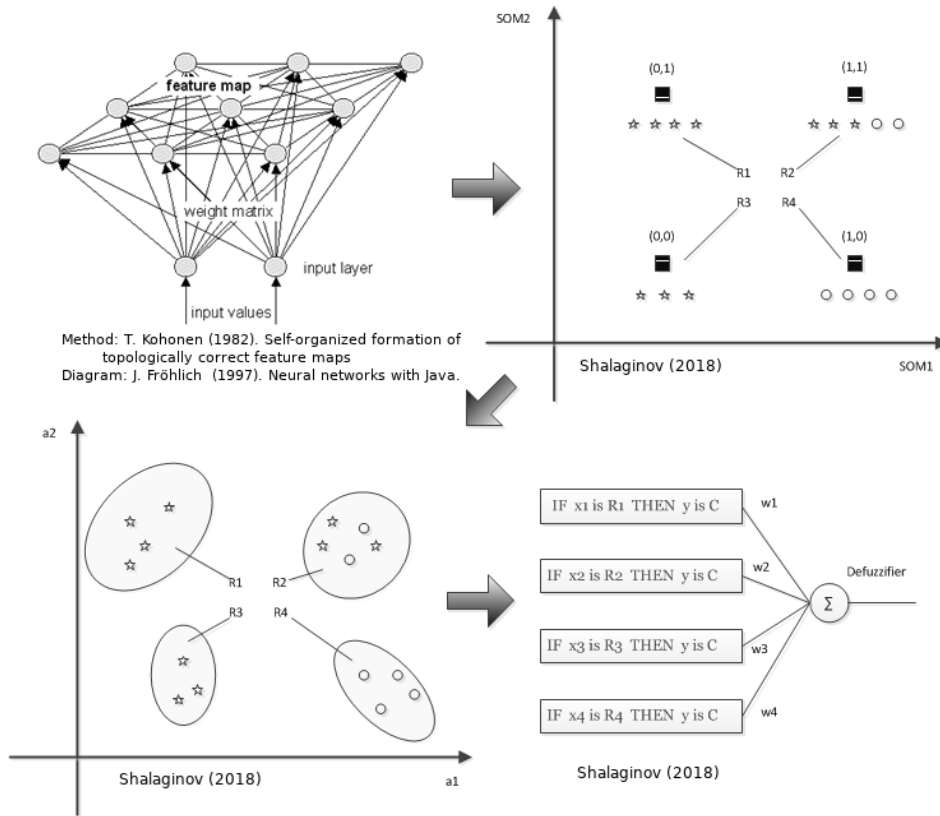 feature map
weight matrix
input layer
input values
Method: T. Kohonen (1982). Self-organized formation of
topologically correct feature maps
Diagram: J. Fröhlich (1997). Neural networks with Java.
SOM2
(0,1)
(1,1)
R1
R2
R3
R4
(0,0)
(1,0)
Shalaginov (2018)
SOM1
a2
R1
R2
R3
R4
Shalaginov (2018)
a1
IF x1 is R1 THEN y is C
w1
IF x2 is R2 THEN y is C
w2
Defuzzifier
Σ
IF x3 is R3 THEN y is C
w3
IF x4 is R4 THEN y is C
w4
Shalaginov (2018)